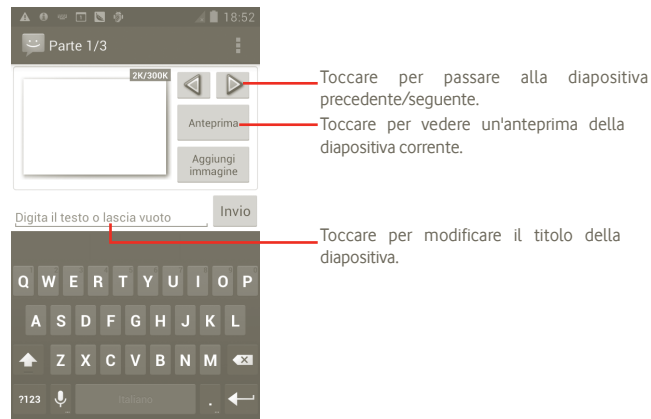 18:52
Parte 1/3
2K/300K
Anteprima
Aggiungi
immagine
Digita il testo o lascia vuoto
Invio
Q W E R T Y U I O P
A S D F G H J K L
Z X C V B N M
?123 Italiano .
Toccare per passare alla diapositiva
precedente/seguente.
Toccare per vedere un'anteprima della
diapositiva corrente.
Toccare per modificare il titolo della
diapositiva.